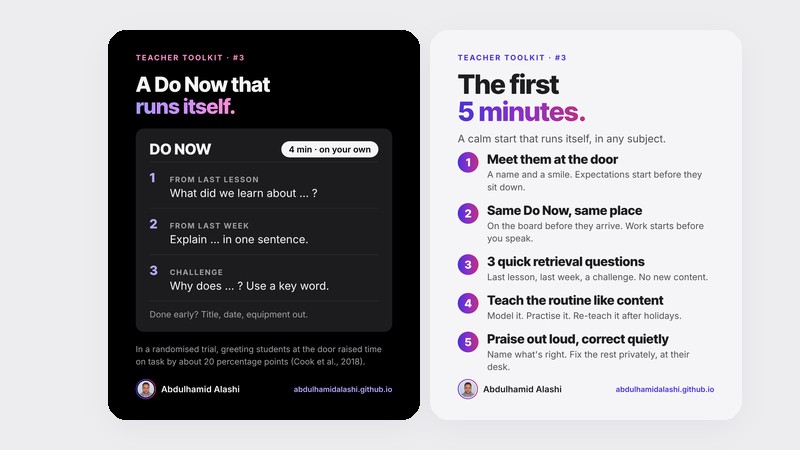 TEACHER TOOLKIT · #3
A Do Now that
runs itself.
DO NOW
4 min · on your own
1
FROM LAST LESSON
What did we learn about ... ?
2
FROM LAST WEEK
Explain ... in one sentence.
3
CHALLENGE
Why does ... ? Use a key word.
Done early? Title, date, equipment out.
In a randomised trial, greeting students at the door raised time
on task by about 20 percentage points (Cook et al., 2018).
Abdulhamid Alashi
abdulhamidalashi.github.io
TEACHER TOOLKIT · #3
The first
5 minutes.
A calm start that runs itself, in any subject.
1
Meet them at the door
A name and a smile. Expectations start before they
sit down.
2
Same Do Now, same place
On the board before they arrive. Work starts before
you speak.
3
3 quick retrieval questions
Last lesson, last week, a challenge. No new content.
4
Teach the routine like content
Model it. Practise it. Re-teach it after holidays.
5
Praise out loud, correct quietly
Name what's right. Fix the rest privately, at their
desk.
Abdulhamid Alashi
abdulhamidalashi.github.io